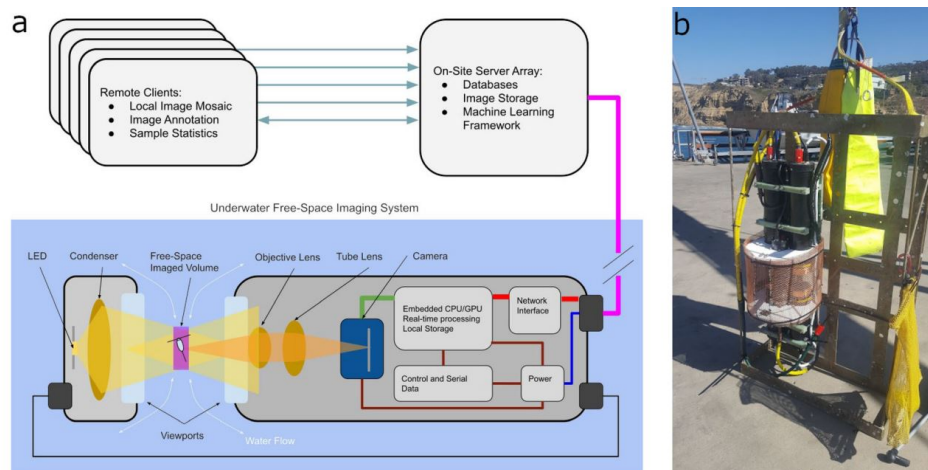 a
b
Remote Clients:
● Local Image Mosaic
● Image Annotation
● Sample Statistics
On-Site Server Array:
● Databases
● Image Storage
● Machine Learning
Framework
Underwater Free-Space Imaging System
LED
Condenser
Free-Space
Imaged Volume
Objective Lens
Tube Lens
Camera
Embedded CPU/GPU
Real-time processing
Local Storage
Network
Interface
Control and Serial
Data
Power
Viewports
Water Flow